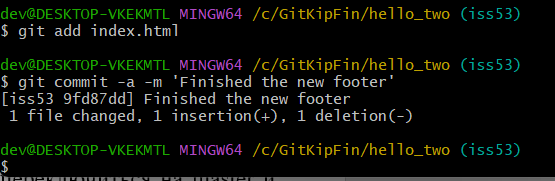 dev@DESKTOP-VKEKMTL MINGW64 /c/GitKipFin/hello_two (iss53)
$ git add index.html
dev@DESKTOP-VKEKMTL MINGW64 /c/GitKipFin/hello_two (iss53)
$ git commit -a -m 'Finished the new footer'
[iss53 9fd87dd] Finished the new footer
 1 file changed, 1 insertion(+), 1 deletion(-)
dev@DESKTOP-VKEKMTL MINGW64 /c/GitKipFin/hello_two (iss53)
$